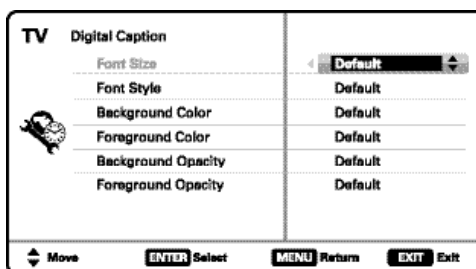 TV Digital Caption
Font Size Default
Font Style Default
Background Color Default
Foreground Color Default
Background Opacity Default
Foreground Opacity Default
Move ENTER Select MENU Return EXIT Exit